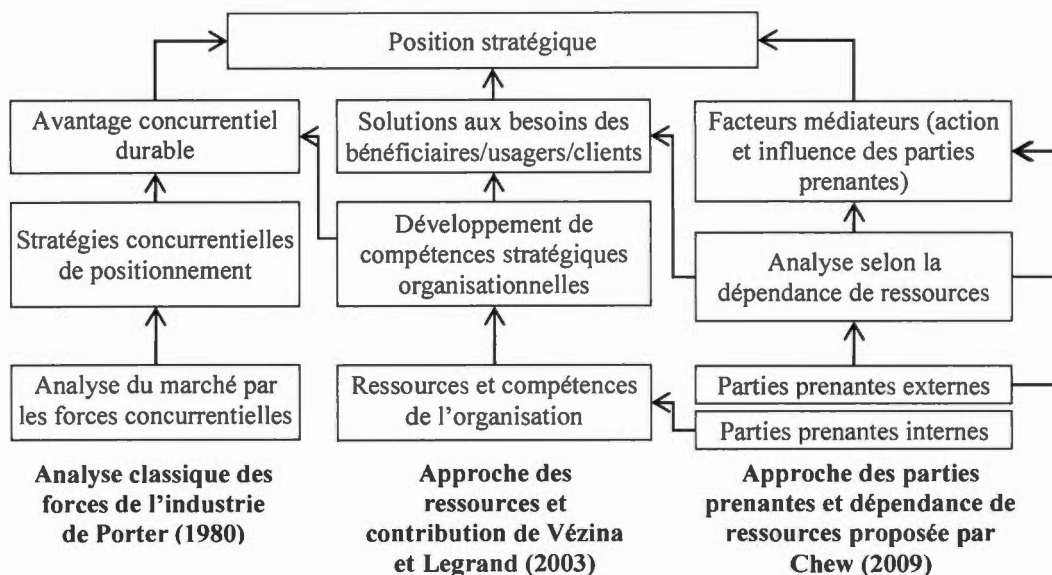 Position stratégique
Avantage concurrentiel
durable
Solutions aux besoins des
bénéficiaires/usagers/clients
Facteurs médiateurs (action
et influence des parties
prenantes)
Stratégies concurrentielles
de positionnement
Développement de
compétences stratégiques
organisationnelles
Analyse selon la
dépendance de ressources
Analyse du marché par
les forces concurrentielles
Ressources et compétences
de l'organisation
Parties prenantes externes
Parties prenantes internes
Analyse classique des
forces de l'industrie
de Porter (1980)
Approche des
ressources et
contribution de Vézina
et Legrand (2003)
Approche des parties
prenantes et dépendance de
ressources proposée par
Chew (2009)